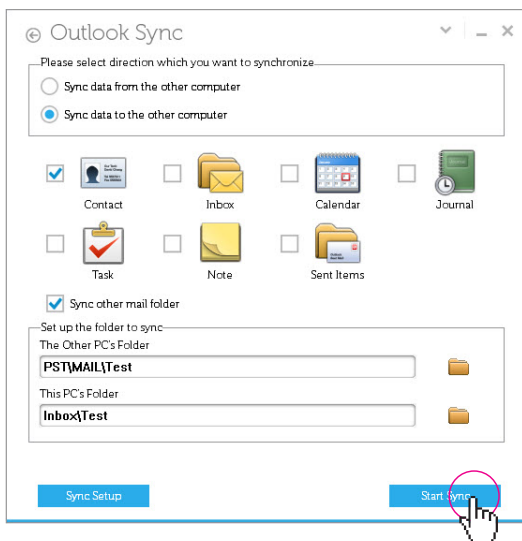 Outlook Sync
Please select direction which you want to synchronize
Sync data from the other computer
Sync data to the other computer
Contact
Inbox
Calendar
Journal
Task
Note
Sent Items
Sync other mail folder
Set up the folder to sync
The Other PC's Folder
PST\MAIL\Test
This PC's Folder
Inbox\Test
Sync Setup
Start Sync